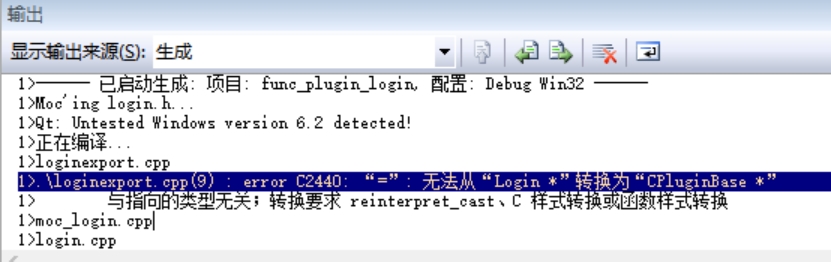 输出
显示输出来源(S): 生成
1>------ 已启动生成: 项目: func_plugin_login, 配置: Debug Win32 ------
1>Moc'ing login.h...
1>Qt: Untested Windows version 6.2 detected!
1>正在编译...
1>loginexport.cpp
1>.\loginexport.cpp(9) : error C2440: “=”: 无法从“Login *”转换为“CPluginBase *”
1>        与指向的类型无关；转换要求 reinterpret_cast、C 样式转换或函数样式转换
1>moc_login.cpp
1>login.cpp